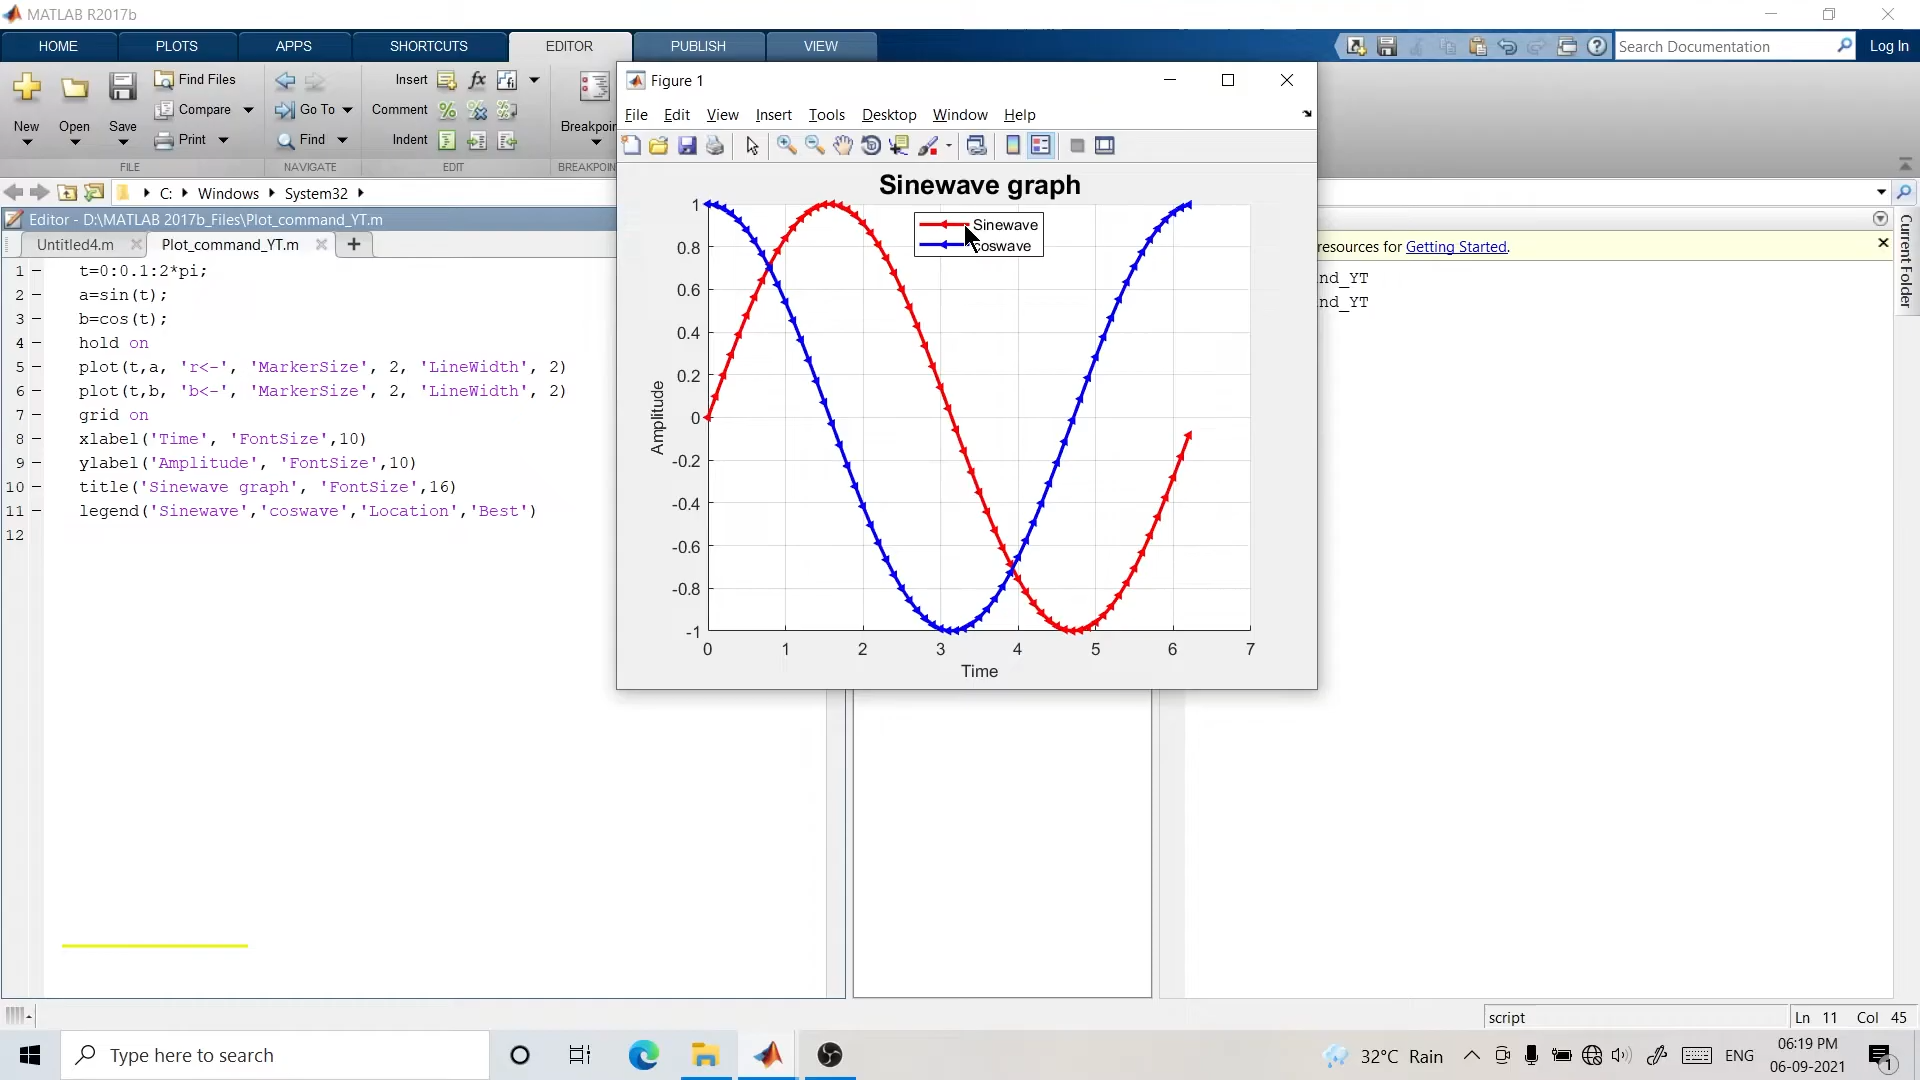 MATLAB R2017b
HOME PLOTS APPS SHORTCUTS EDITOR PUBLISH VIEW
Search Documentation
Log In
New
Open
Save
Find Files
Compare
Print
FILE
Go To
Find
NAVIGATE
Insert
fx
Comment
Indent
EDIT
BREAKPOIN
C: Windows System32
Editor - D:\MATLAB 2017b_Files\Plot_command_YT.m
Untitled4.m
Plot_command_YT.m
1 t=0:0.1:2*pi;
2 a=sin(t);
3 b=cos(t);
4 hold on
5 plot(t,a, 'r<-', 'MarkerSize', 2, 'LineWidth', 2)
6 plot(t,b, 'b<-', 'MarkerSize', 2, 'LineWidth', 2)
7 grid on
8 xlabel('Time', 'FontSize',10)
9 ylabel('Amplitude', 'FontSize',10)
10 title('Sinewave graph', 'FontSize',16)
11 legend('Sinewave','coswave','Location','Best')
12
Figure 1
File Edit View Insert Tools Desktop Window Help
Sinewave graph
Sinewave
coswave
1
0.8
0.6
0.4
0.2
0
-0.2
-0.4
-0.6
-0.8
-1
Amplitude
0 1 2 3 4 5 6 7
Time
resources for Getting Started.
nd_YT
nd_YT
Current Folder
script
Ln 11 Col 45
Type here to search
32°C Rain
ENG
06:19 PM
06-09-2021
1